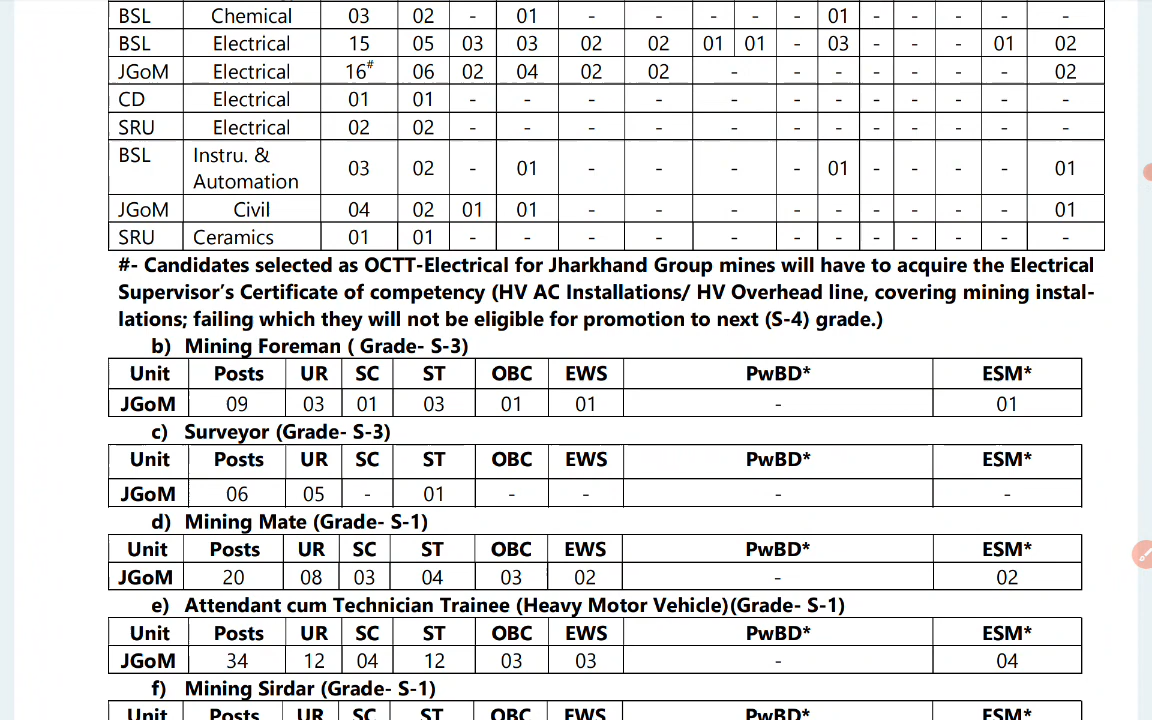 BSL Chemical 03 02 - 01 - - - - - 01 - - - - -
BSL Electrical 15 05 03 03 02 02 01 01 - 03 - - - 01 02
JGoM Electrical 16# 06 02 04 02 02 - - - - - - - 02
CD Electrical 01 01 - - - - - - - - - - - -
SRU Electrical 02 02 - - - - - - - - - - - -
BSL Instru. & Automation 03 02 - 01 - - - - 01 - - - - 01
JGoM Civil 04 02 01 01 - - - - - - - - - 01
SRU Ceramics 01 01 - - - - - - - - - - - -
#- Candidates selected as OCTT-Electrical for Jharkhand Group mines will have to acquire the Electrical
Supervisor's Certificate of competency (HV AC Installations/ HV Overhead line, covering mining instal-
lations; failing which they will not be eligible for promotion to next (S-4) grade.)
b) Mining Foreman ( Grade- S-3)
Unit Posts UR SC ST OBC EWS PwBD* ESM*
JGoM 09 03 01 03 01 01 - 01
c) Surveyor (Grade- S-3)
Unit Posts UR SC ST OBC EWS PwBD* ESM*
JGoM 06 05 - 01 - - - -
d) Mining Mate (Grade- S-1)
Unit Posts UR SC ST OBC EWS PwBD* ESM*
JGoM 20 08 03 04 03 02 - 02
e) Attendant cum Technician Trainee (Heavy Motor Vehicle)(Grade- S-1)
Unit Posts UR SC ST OBC EWS PwBD* ESM*
JGoM 34 12 04 12 03 03 - 04
f) Mining Sirdar (Grade- S-1)
Unit Posts UR SC ST OBC EWS PwBD* ESM*